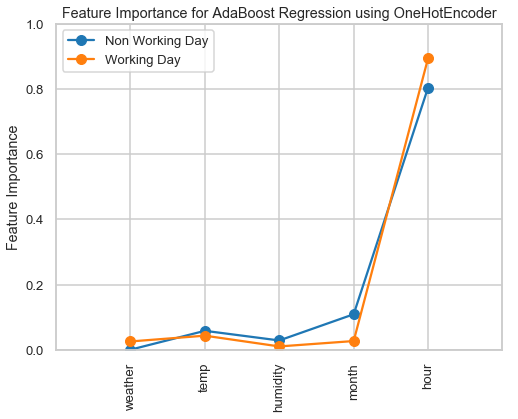 Feature Importance for AdaBoost Regression using OneHotEncoder
Non Working Day
Working Day
Feature Importance
1.0
0.8
0.6
0.4
0.2
0.0
weather
temp
humidity
month
hour